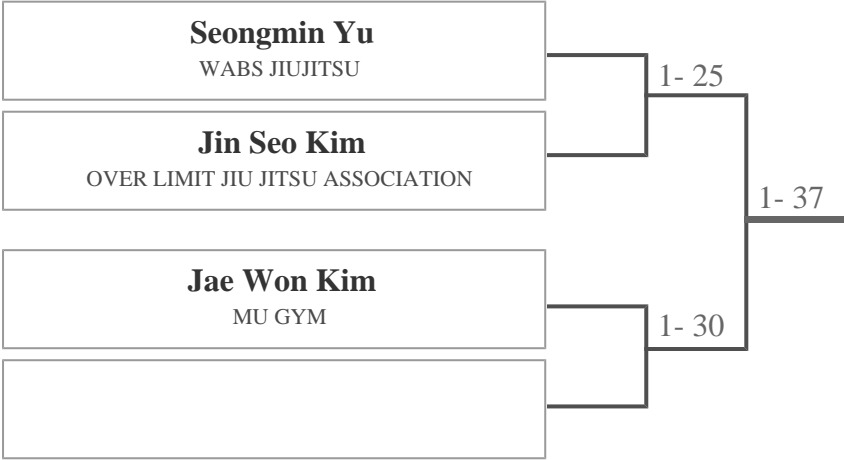 Seongmin Yu
WABS JIUJITSU
1- 25
Jin Seo Kim
OVER LIMIT JIU JITSU ASSOCIATION
1- 37
Jae Won Kim
MU GYM
1- 30